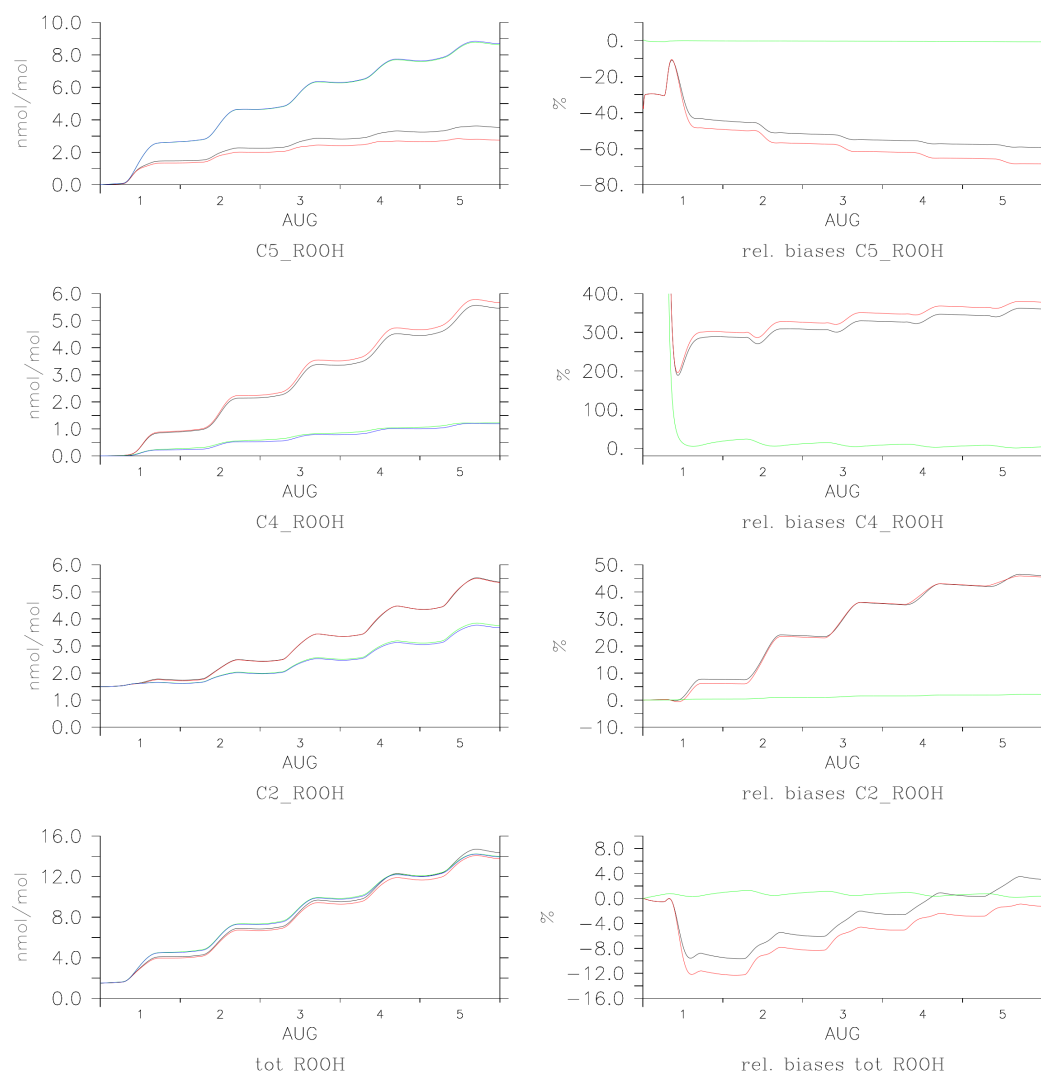 10.0
8.0
6.0
4.0
2.0
0.0
nmol/mol
1 2 3 4 5
AUG
C5_ROOH
0.
−20.
−40.
−60.
−80.
%
1 2 3 4 5
AUG
rel. biases C5_ROOH
6.0
5.0
4.0
3.0
2.0
1.0
0.0
nmol/mol
1 2 3 4 5
AUG
C4_ROOH
400.
300.
200.
100.
0.
%
1 2 3 4 5
AUG
rel. biases C4_ROOH
6.0
5.0
4.0
3.0
2.0
1.0
0.0
nmol/mol
1 2 3 4 5
AUG
C2_ROOH
50.
40.
30.
20.
10.
0.
−10.
%
1 2 3 4 5
AUG
rel. biases C2_ROOH
16.0
12.0
8.0
4.0
0.0
nmol/mol
1 2 3 4 5
AUG
tot ROOH
8.0
4.0
0.0
−4.0
−8.0
−12.0
−16.0
%
1 2 3 4 5
AUG
rel. biases tot ROOH